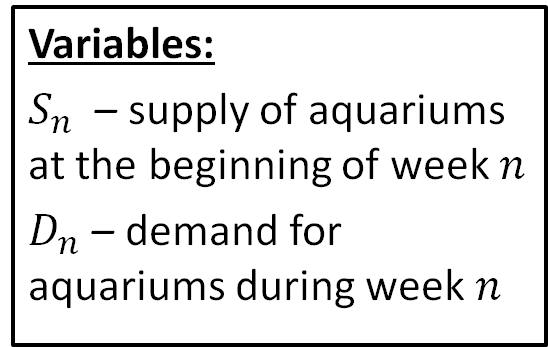 Variables:
Sₙ – supply of aquariums
at the beginning of week n
Dₙ – demand for
aquariums during week n